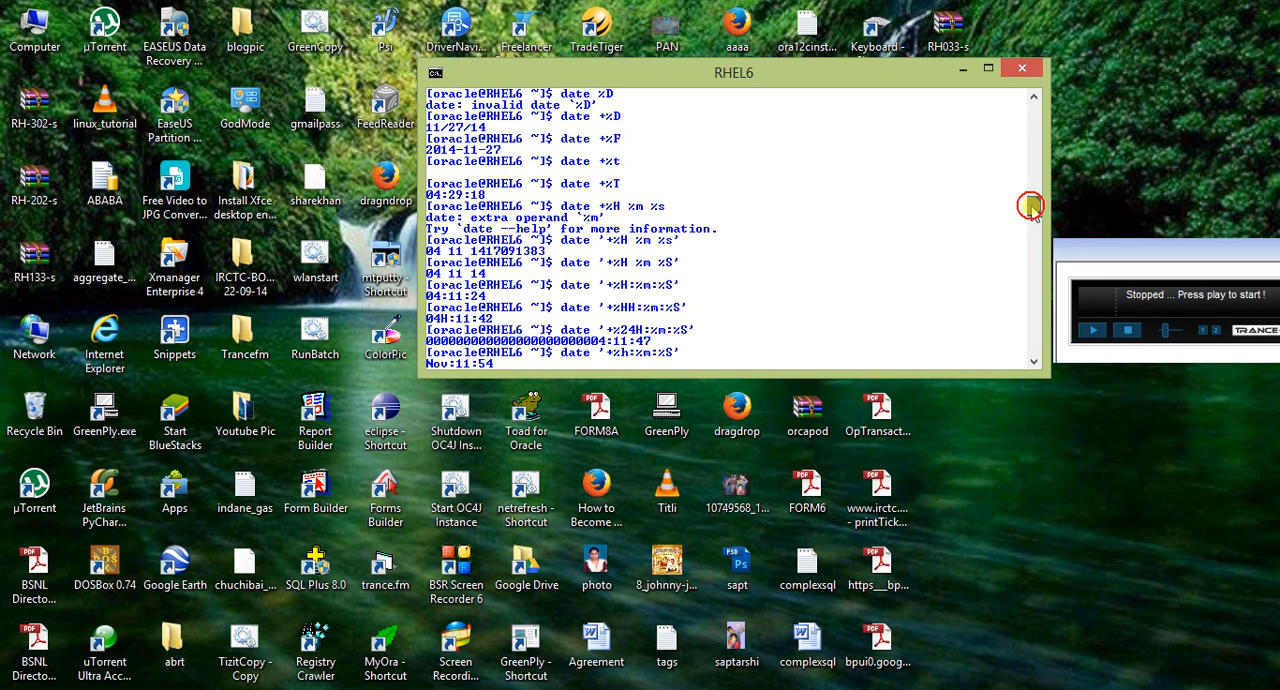 Computer
µTorrent
EASEUS Data
Recovery ...
blogpic
GreenCopy
Psi
DriverNavi...
Freelancer
TradeTiger
PAN
aaaa
ora12cinst...
Keyboard -
RH033-s
RH-302-s
linux_tutorial
EaseUS
Partition ...
GodMode
gmailpass
FeedReader
RH-202-s
ABABA
Free Video to
JPG Conver...
Install Xfce
desktop en...
sharekhan
dragndrop
RH133-s
aggregate_...
Xmanager
Enterprise 4
IRCTC-BO...
22-09-14
wlanstart
mtputty -
Shortcut
RHEL6
[oracle@RHEL6 ~]$ date %D
date: invalid date `%D'
[oracle@RHEL6 ~]$ date +%D
11/27/14
[oracle@RHEL6 ~]$ date +%F
2014-11-27
[oracle@RHEL6 ~]$ date +%t
[oracle@RHEL6 ~]$ date +%T
04:29:18
[oracle@RHEL6 ~]$ date +%H %m %s
date: extra operand `%m'
Try `date --help' for more information.
[oracle@RHEL6 ~]$ date '+%H %m %s'
04 11 1417091383
[oracle@RHEL6 ~]$ date '+%H %m %S'
04 11 14
[oracle@RHEL6 ~]$ date '+%H:%m:%S'
04:11:24
[oracle@RHEL6 ~]$ date '+%HH:%m:%S'
04H:11:42
[oracle@RHEL6 ~]$ date '+%24H:%m:%S'
000000000000000000000004:11:47
[oracle@RHEL6 ~]$ date '+%h:%m:%S'
Nov:11:54
Stopped ... Press play to start !
1 2
TRANCE-
Network
Internet
Explorer
Snippets
Trancefm
RunBatch
ColorPic
Recycle Bin
GreenPly.exe
Start
BlueStacks
Youtube Pic
Report
Builder
eclipse -
Shortcut
Shutdown
OC4J Ins...
Toad for
Oracle
FORM8A
GreenPly
dragdrop
orcapod
OpTransact...
µTorrent
JetBrains
PyChar...
Apps
indane_gas
Form Builder
Forms
Builder
Start OC4J
Instance
netrefresh -
Shortcut
How to
Become ...
Titli
10749568_1...
FORM6
www.irctc....
- printTick...
BSNL
Directo...
DOSBox 0.74
Google Earth
chuchibai_...
SQL Plus 8.0
trance.fm
BSR Screen
Recorder 6
Google Drive
photo
8_johnny-j...
sapt
complexsql
https___bp...
BSNL
Directo...
uTorrent
Ultra Acc...
abrt
TizitCopy -
Copy
Registry
Crawler
MyOra -
Shortcut
Screen
Recordi...
GreenPly -
Shortcut
Agreement
tags
saptarshi
complexsql
bpui0.goog...